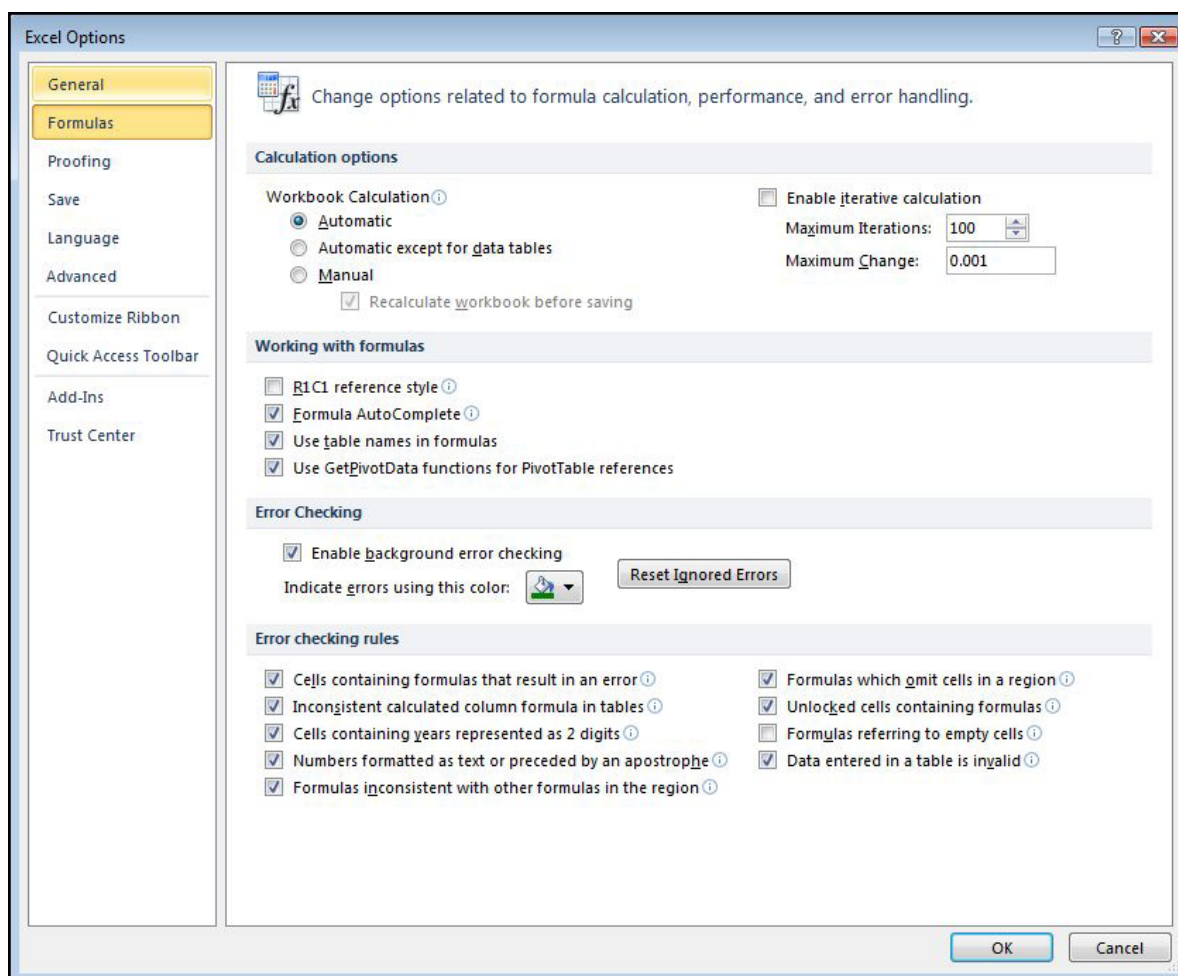 Excel Options
General
Formulas
Proofing
Save
Language
Advanced
Customize Ribbon
Quick Access Toolbar
Add-Ins
Trust Center
Change options related to formula calculation, performance, and error handling.
Calculation options
Workbook Calculation
Automatic
Automatic except for data tables
Manual
Recalculate workbook before saving
Enable iterative calculation
Maximum Iterations: 100
Maximum Change: 0.001
Working with formulas
R1C1 reference style
Formula AutoComplete
Use table names in formulas
Use GetPivotData functions for PivotTable references
Error Checking
Enable background error checking
Indicate errors using this color:
Reset Ignored Errors
Error checking rules
Cells containing formulas that result in an error
Inconsistent calculated column formula in tables
Cells containing years represented as 2 digits
Numbers formatted as text or preceded by an apostrophe
Formulas inconsistent with other formulas in the region
Formulas which omit cells in a region
Unlocked cells containing formulas
Formulas referring to empty cells
Data entered in a table is invalid
OK
Cancel